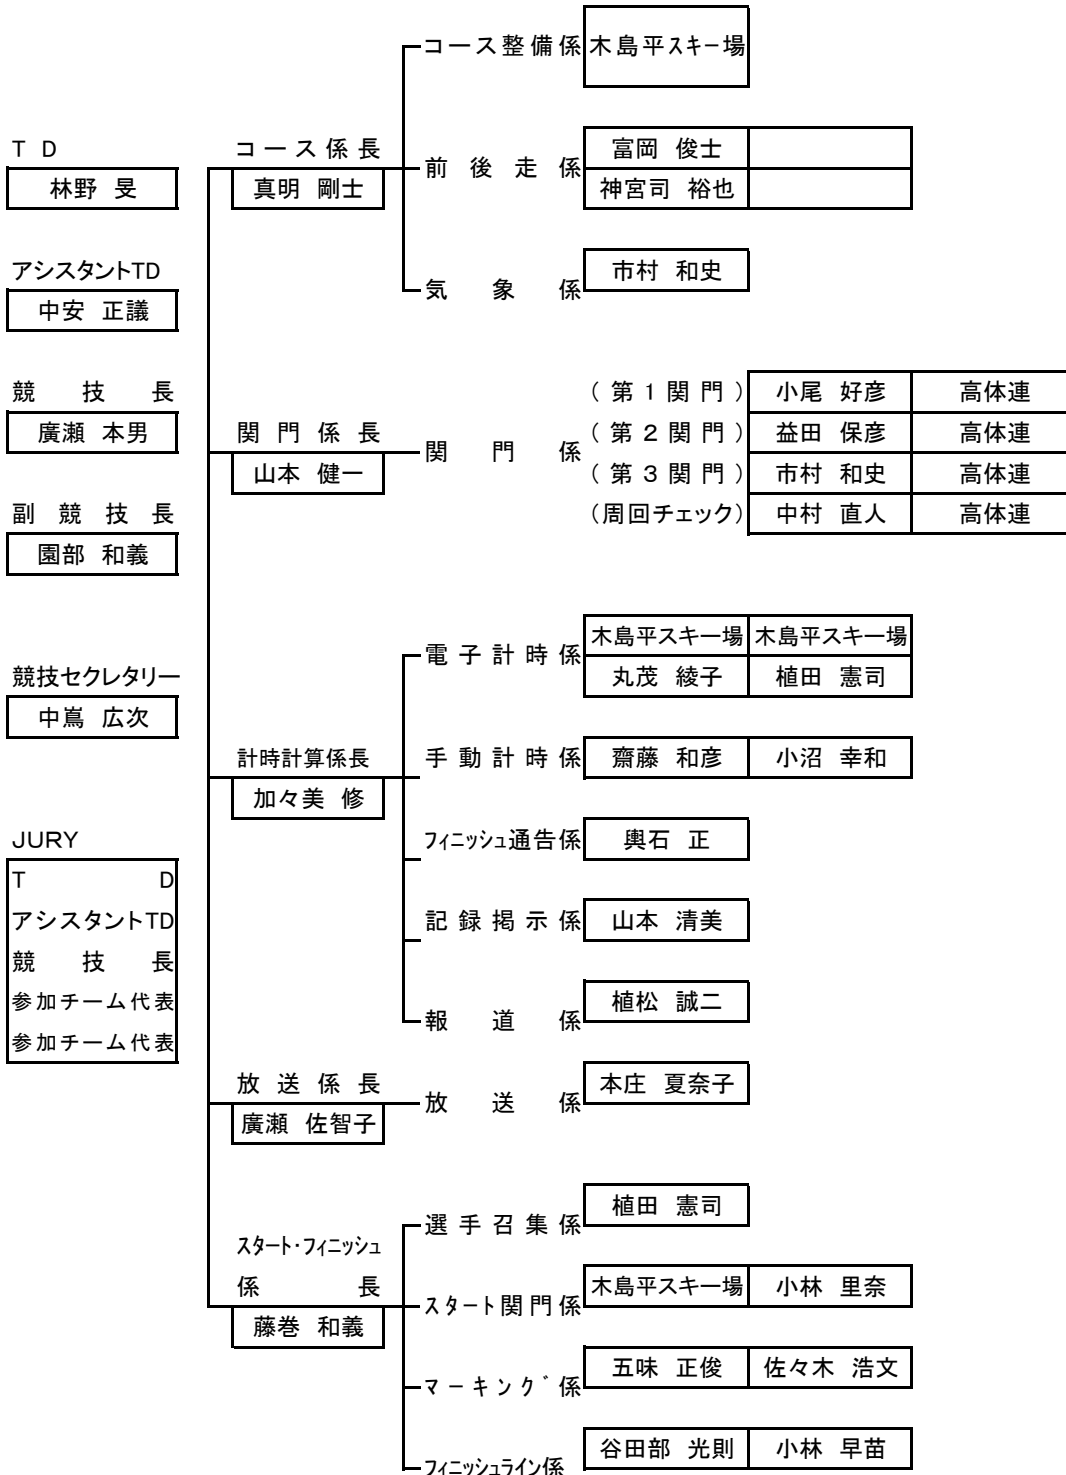 コース整備係 木島平スキー場
T D
林野 旻
コース係長
真明 剛士
前後走係 富岡 俊士
神宮司 裕也
アシスタントTD
中安 正議
気象係 市村 和史
競技長
廣瀬 本男
関門係長
山本 健一
関門係
(第1関門) 小尾 好彦 高体連
(第2関門) 益田 保彦 高体連
(第3関門) 市村 和史 高体連
(周回チェック) 中村 直人 高体連
副競技長
園部 和義
競技セクレタリー
中嶌 広次
電子計時係 木島平スキー場 木島平スキー場
丸茂 綾子 植田 憲司
計時計算係長
加々美 修
手動計時係 齋藤 和彦 小沼 幸和
フィニッシュ通告係 輿石 正
記録掲示係 山本 清美
報道係 植松 誠二
JURY
T D
アシスタントTD
競技長
参加チーム代表
参加チーム代表
放送係長
廣瀬 佐智子
放送係 本庄 夏奈子
スタート・フィニッシュ
係長
藤巻 和義
選手召集係 植田 憲司
スタート関門係 木島平スキー場 小林 里奈
マーキング係 五味 正俊 佐々木 浩文
フィニッシュライン係 谷田部 光則 小林 早苗